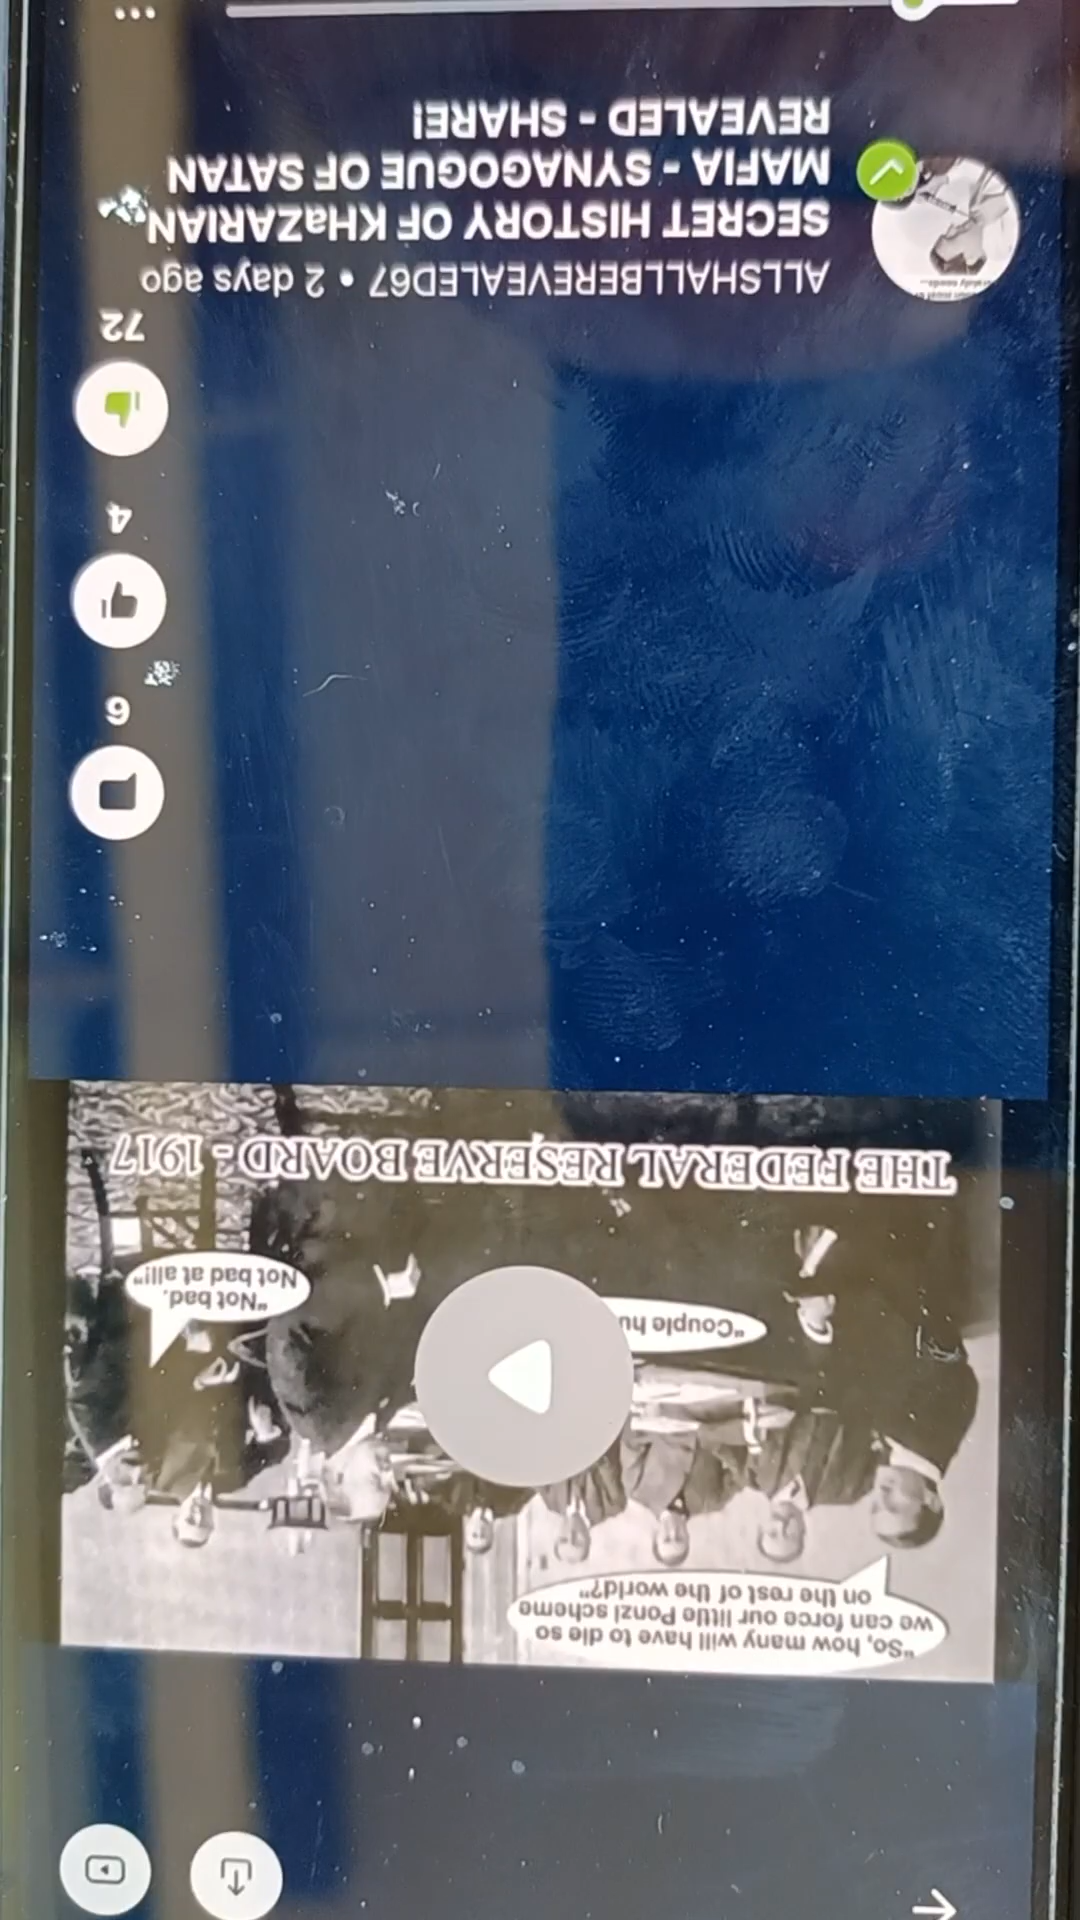 "So, how many will have to die so
we can force our little Ponzi scheme
on the rest of the world?"
"Couple hu
"Not bad.
Not bad at all!"
THE FEDERAL RESERVE BOARD - 1917
6
4
72
ALLSHALLBEREVEALED67 • 2 days ago
SECRET HISTORY OF KHAZARIAN
MAFIA - SYNAGOGUE OF SATAN
REVEALED - SHARE!